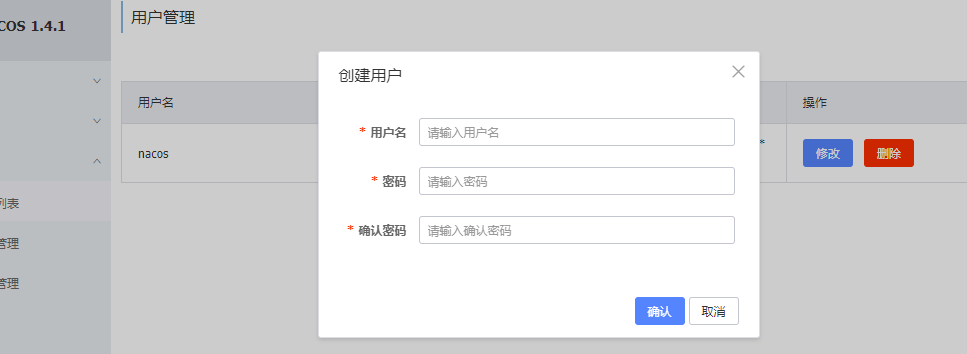 COS 1.4.1
用户管理
创建用户
用户名
操作
* 用户名
请输入用户名
nacos
*
修改
删除
* 密码
请输入密码
列表
* 确认密码
请输入确认密码
管理
管理
确认
取消